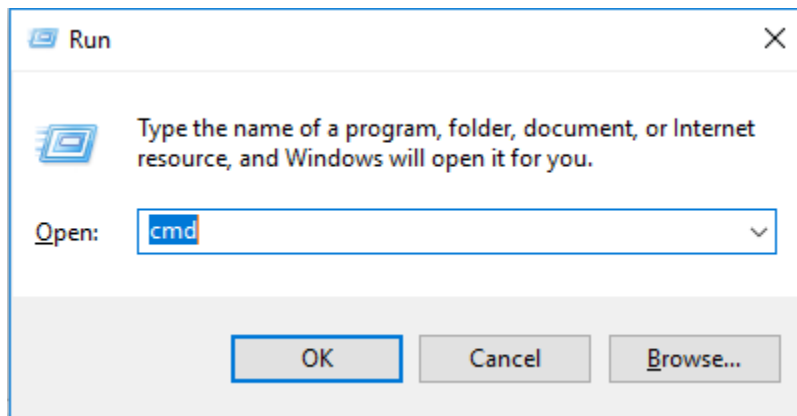 Run
Type the name of a program, folder, document, or Internet
resource, and Windows will open it for you.
Open: cmd
OK Cancel Browse...